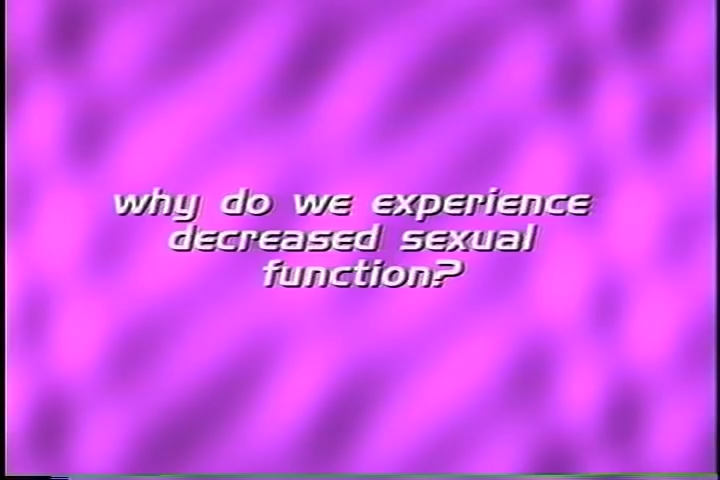 why do we experience
decreased sexual
function?